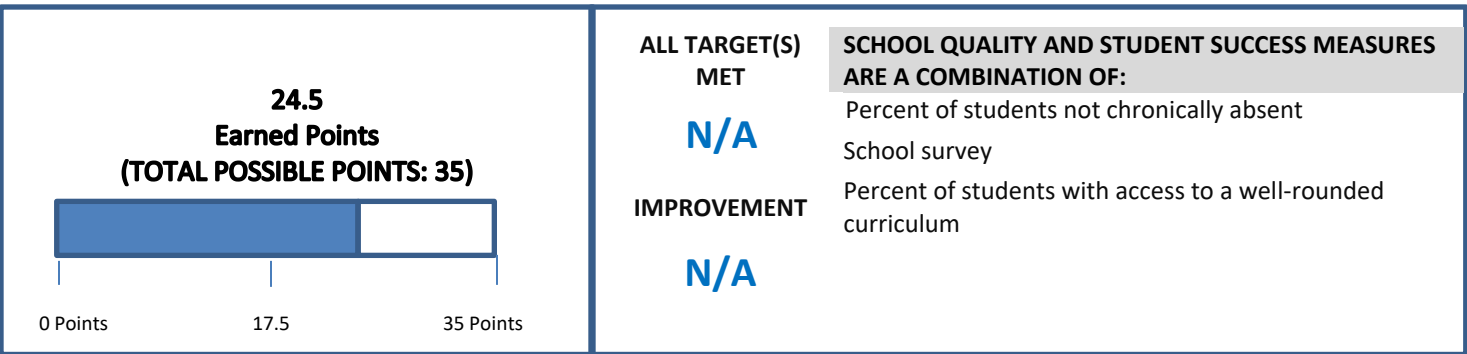 24.5
Earned Points
(TOTAL POSSIBLE POINTS: 35)
0 Points
17.5
35 Points
ALL TARGET(S)
MET
N/A
IMPROVEMENT
N/A
SCHOOL QUALITY AND STUDENT SUCCESS MEASURES
ARE A COMBINATION OF:
Percent of students not chronically absent
School survey
Percent of students with access to a well-rounded
curriculum